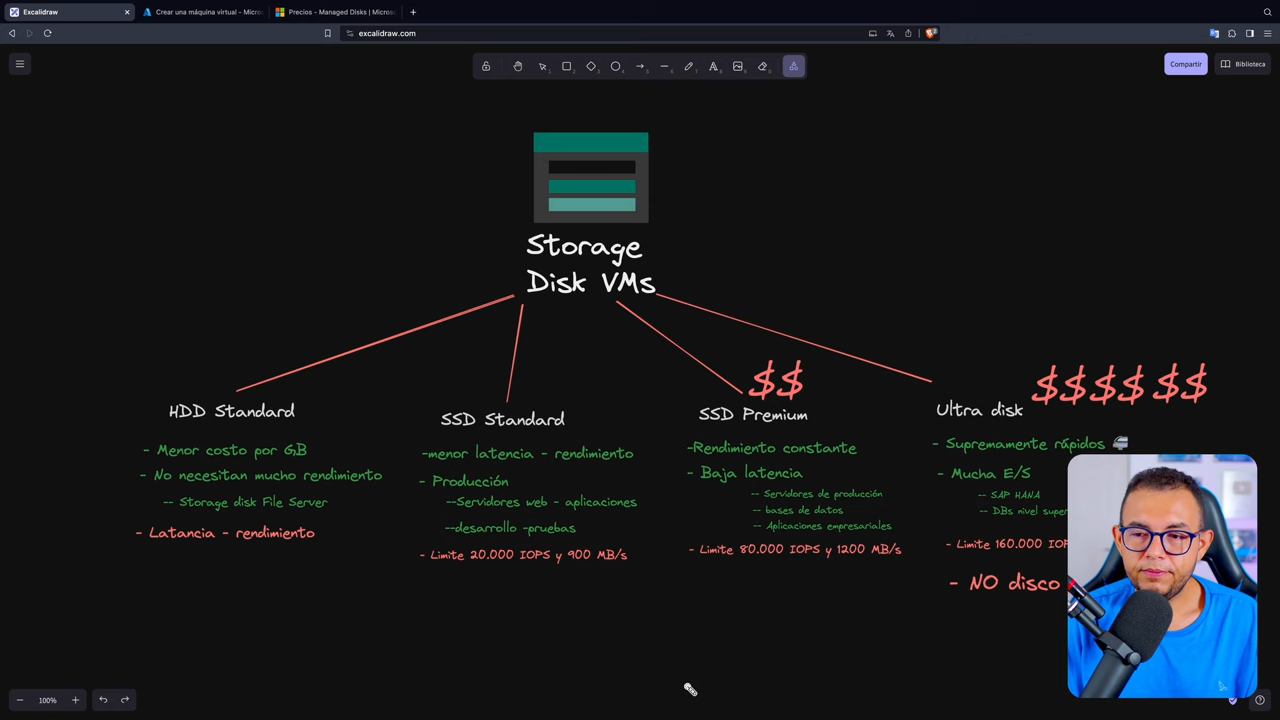 Excalidraw
Crear una máquina virtual - Micro
Precios - Managed Disks | Micros
excalidraw.com
Compartir
Biblioteca
Storage
Disk VMs
HDD Standard
- Menor costo por GB
- No necesitan mucho rendimiento
-- Storage disk File Server
- Latancia - rendimiento
SSD Standard
-menor latencia - rendimiento
- Producción
--Servidores web - aplicaciones
--desarrollo -pruebas
- Limite 20.000 IOPS y 900 MB/s
$$
SSD Premium
-Rendimiento constante
- Baja latencia
-- Servidores de producción
-- bases de datos
-- Aplicaciones empresariales
- Limite 80.000 IOPS y 1200 MB/s
$$$$ $$
Ultra disk
- Supremamente rápidos
- Mucha E/S
-- SAP HANA
-- DBs nivel super
- Limite 160.000 IOP
- NO disco
100%